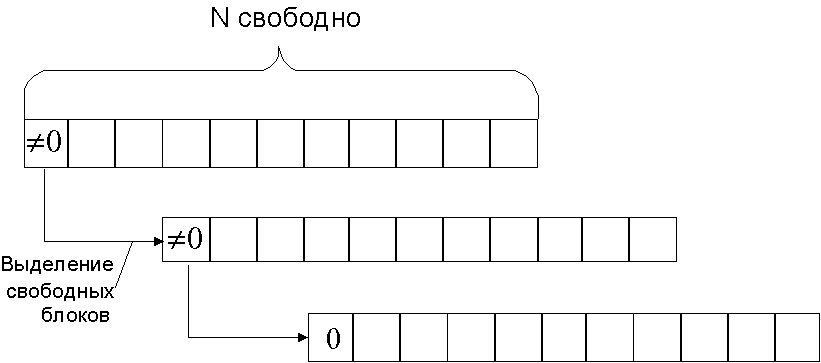 N свободно
≠0
≠0
Выделение
свободных
блоков
0